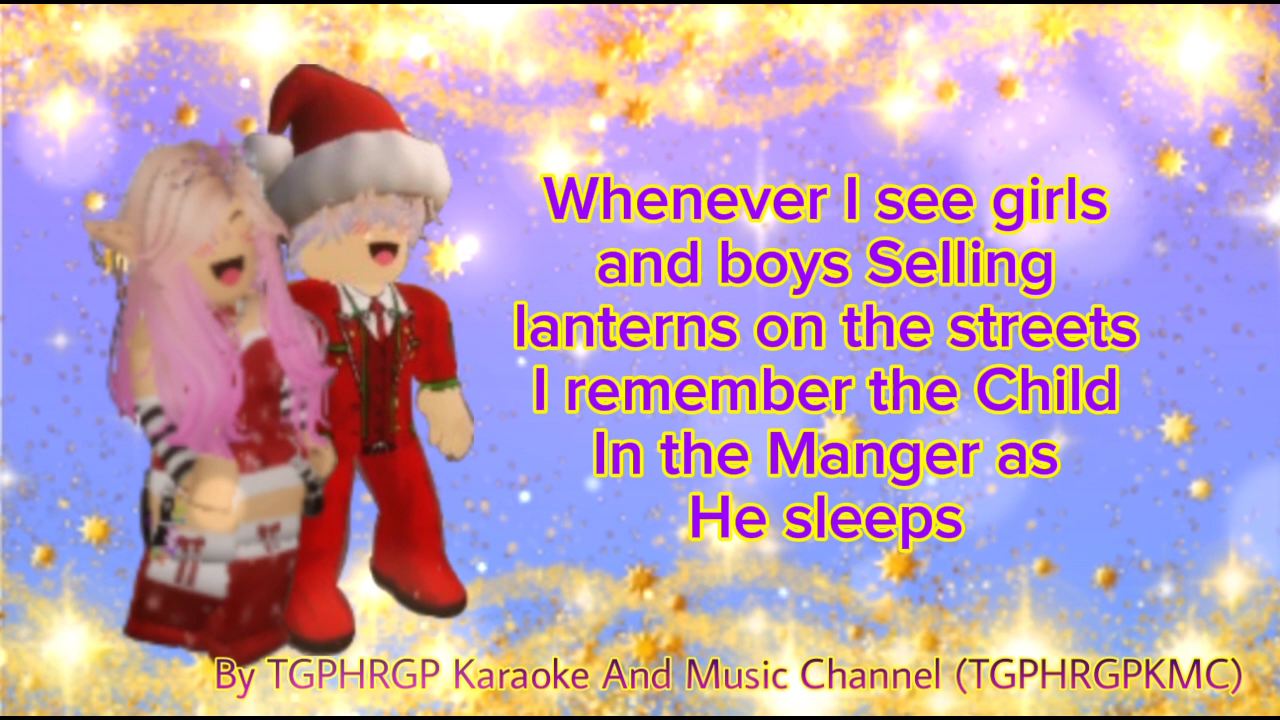 Whenever I see girls
and boys Selling
lanterns on the streets
I remember the Child
In the Manger as
He sleeps
By TGPHRGP Karaoke And Music Channel (TGPHRGPKMC)